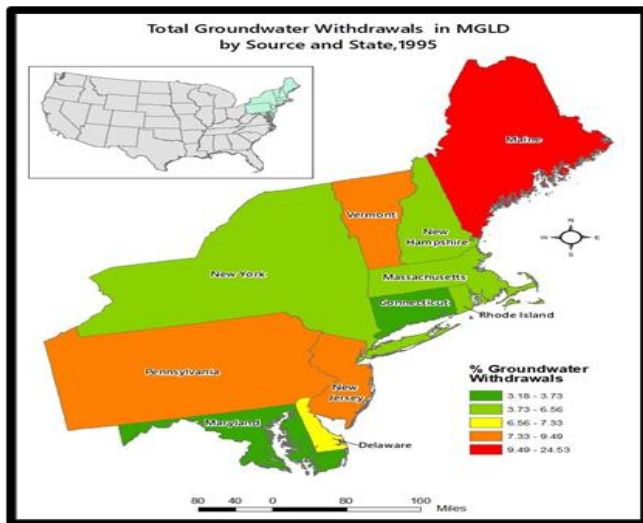 Total Groundwater Withdrawals in MGLD
by Source and State,1995
Maine
Vermont
New
Hampshire
New York
Massachusetts
Connecticut
Rhode Island
Pennsylvania
New
Jersey
Maryland
Delaware
N
W E
S
% Groundwater
Withdrawals
3.18 - 3.73
3.73 - 6.56
6.56 - 7.33
7.33 - 9.49
9.49 - 24.53
80 40 0 80 160
Miles